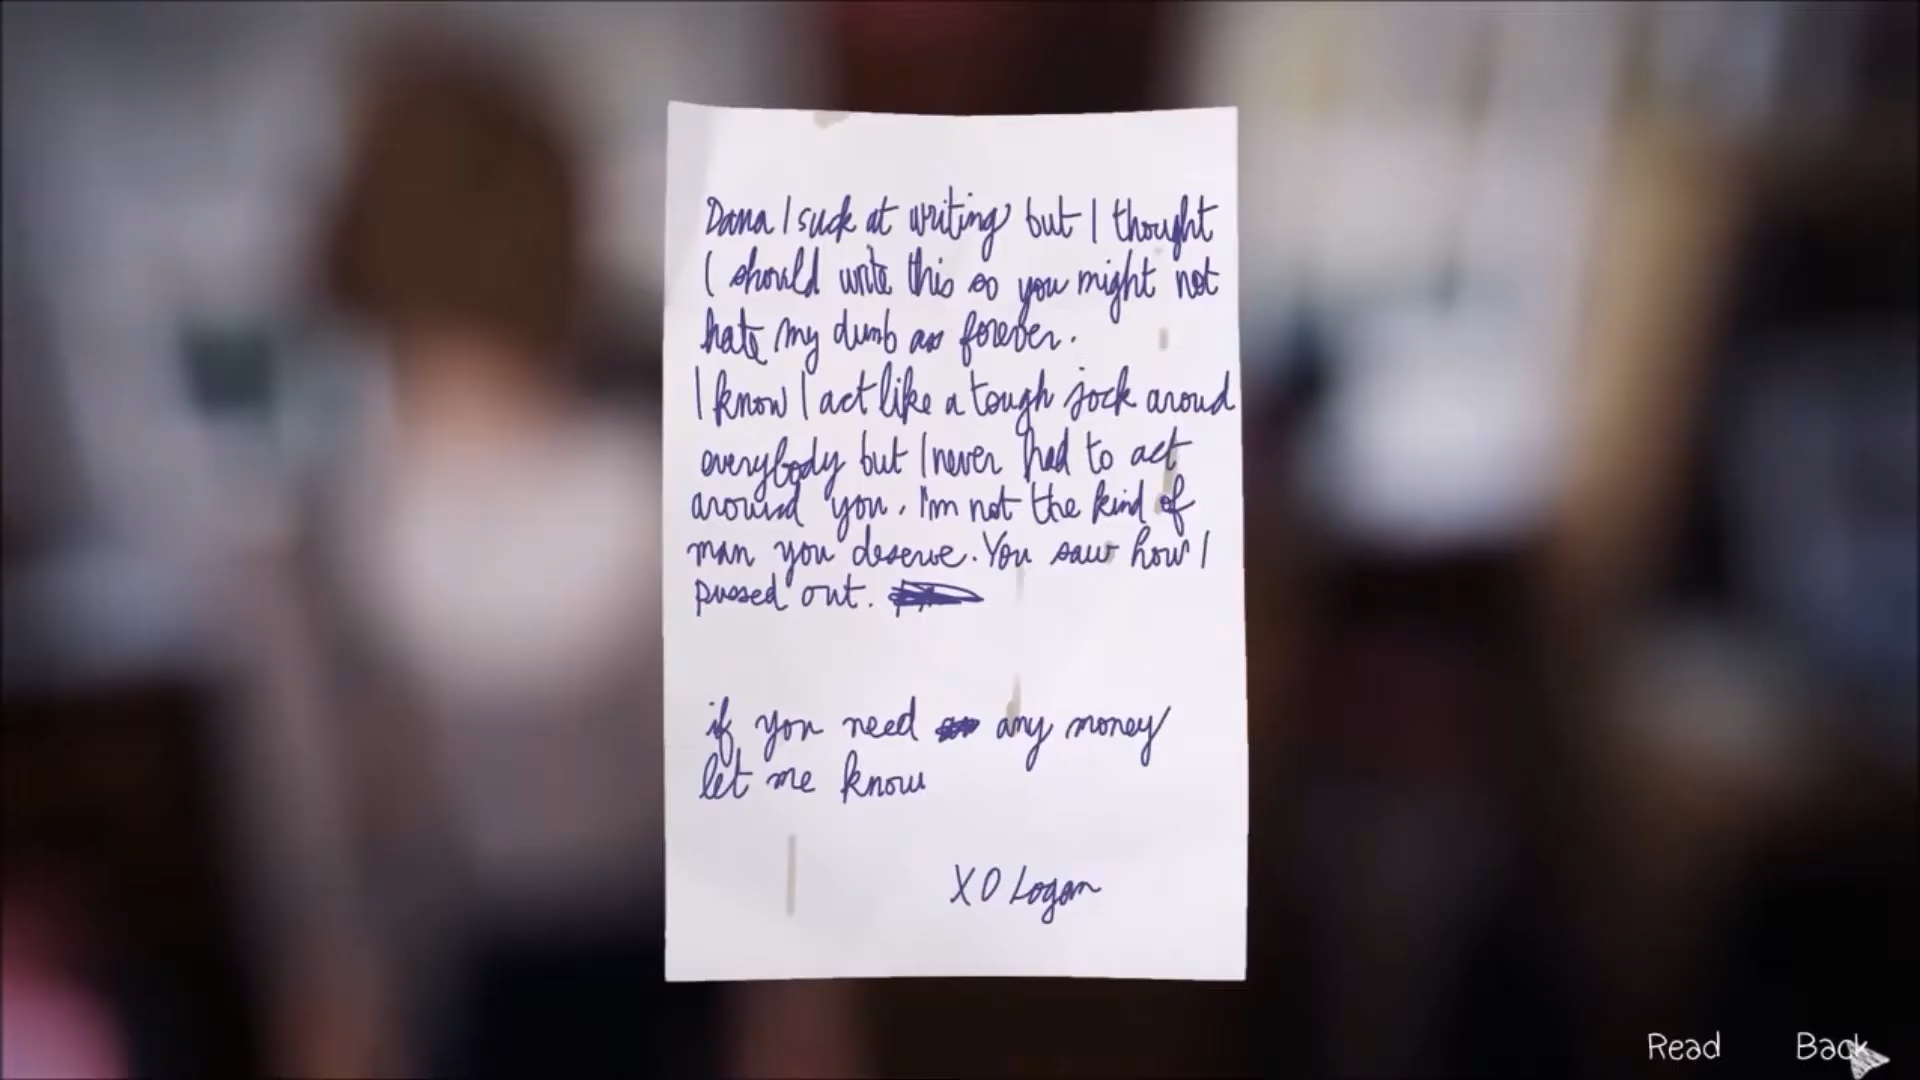 Dana I suck at writing but I thought
I should write this so you might not
hate my dumb ass forever.
I know I act like a tough jock aroud
everybody but I never had to act
around you. I'm not the kind of
man you deserve. You saw how I
pussed out.
if you need any money
let me know
XO Logan
Read
Back